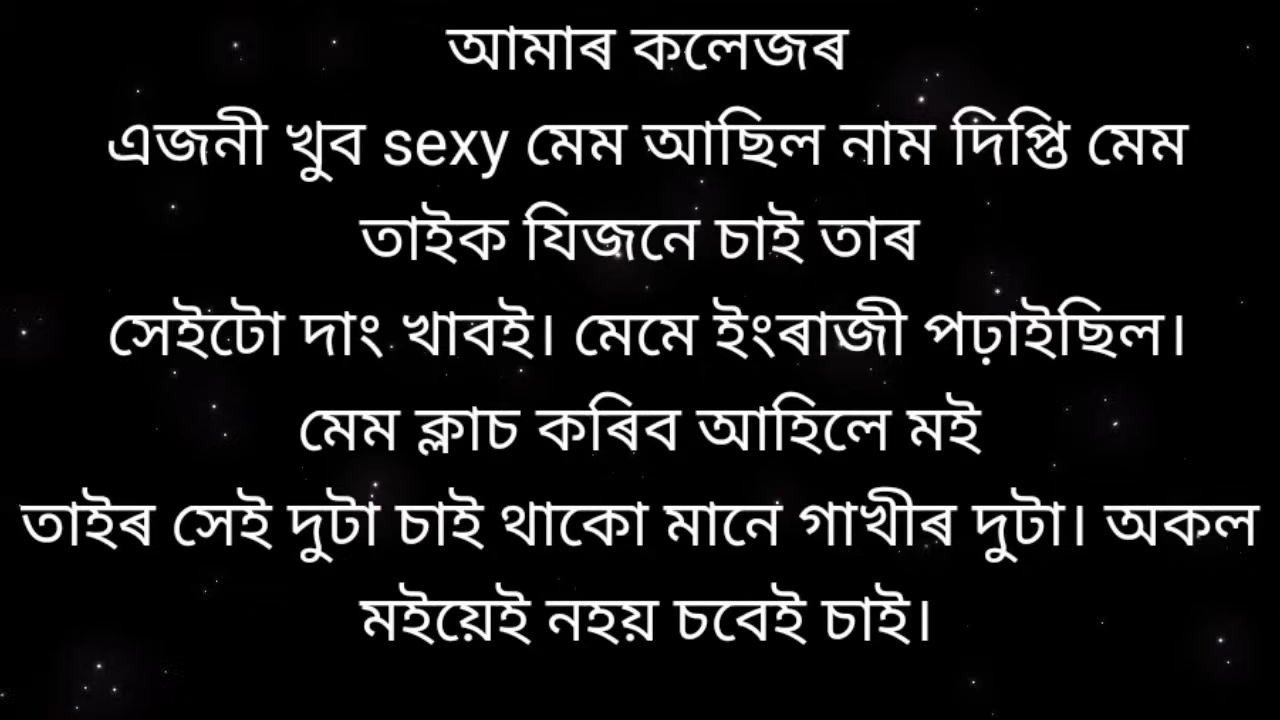 আমাৰ কলেজৰ
এজনী খুব sexy মেম আছিল নাম দিপ্তি মেম
তাইক যিজনে চাই তাৰ
সেইটো দাং খাবই। মেমে ইংৰাজী পঢ়াইছিল।
মেম ক্লাচ কৰিব আহিলে মই
তাইৰ সেই দুটা চাই থাকো মানে গাখীৰ দুটা। অকল
মইয়েই নহয় চবেই চাই।